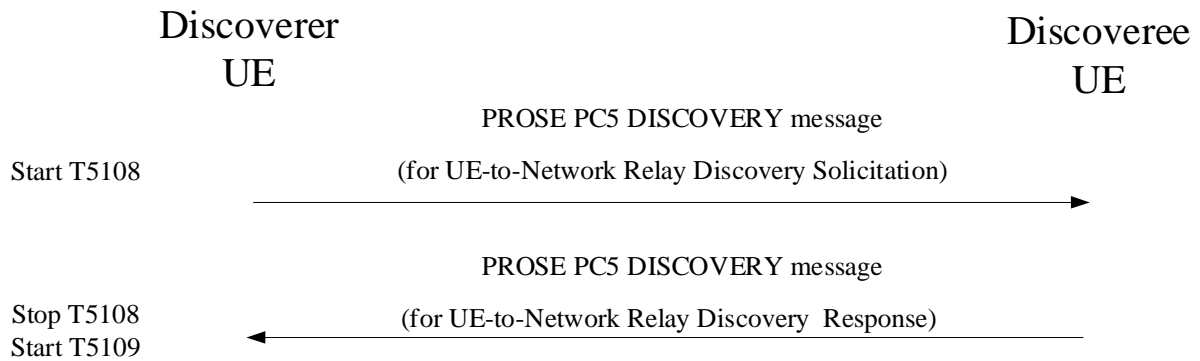 Discoverer
UE
Discoveree
UE
PROSE PC5 DISCOVERY message
Start T5108
(for UE-to-Network Relay Discovery Solicitation)
PROSE PC5 DISCOVERY message
Stop T5108
(for UE-to-Network Relay Discovery Response)
Start T5109